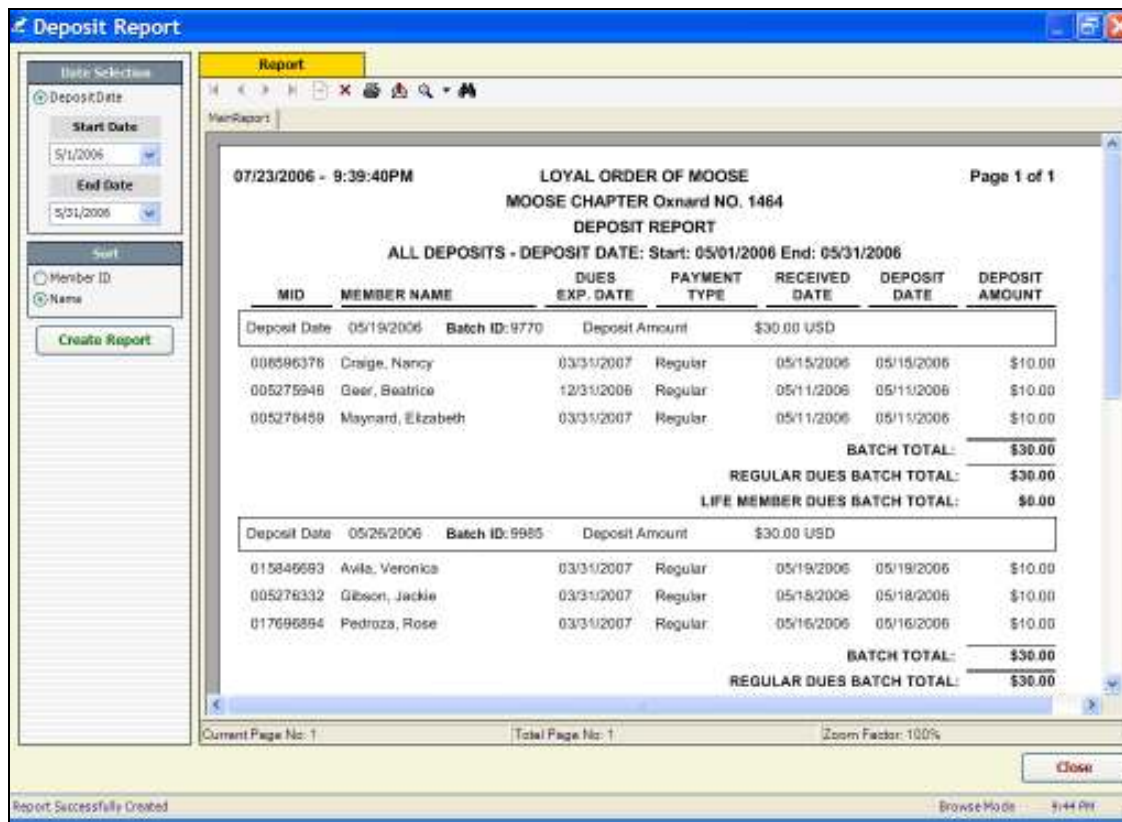 Deposit Report
Date Selection
DepositDate
Start Date
5/1/2006
End Date
5/31/2006
Sort
Member ID
Name
Create Report
Report
MainReport
07/23/2006 - 9:39:40PM LOYAL ORDER OF MOOSE Page 1 of 1
MOOSE CHAPTER Oxnard NO. 1464
DEPOSIT REPORT
ALL DEPOSITS - DEPOSIT DATE: Start: 05/01/2006 End: 05/31/2006
DUES PAYMENT RECEIVED DEPOSIT DEPOSIT
MID MEMBER NAME EXP. DATE TYPE DATE DATE AMOUNT
Deposit Date 05/19/2006 Batch ID: 9770 Deposit Amount $30.00 USD
008596376 Craige, Nancy 03/31/2007 Regular 05/15/2006 05/15/2006 $10.00
005275946 Geer, Beatrice 12/31/2006 Regular 05/11/2006 05/11/2006 $10.00
005278459 Maynard, Elizabeth 03/31/2007 Regular 05/11/2006 05/11/2006 $10.00
BATCH TOTAL: $30.00
REGULAR DUES BATCH TOTAL: $30.00
LIFE MEMBER DUES BATCH TOTAL: $0.00
Deposit Date 05/26/2006 Batch ID: 9985 Deposit Amount $30.00 USD
015846693 Avila, Veronica 03/31/2007 Regular 05/19/2006 05/19/2006 $10.00
005276332 Gibson, Jackie 03/31/2007 Regular 05/18/2006 05/18/2006 $10.00
017696894 Pedroza, Rose 03/31/2007 Regular 05/16/2006 05/16/2006 $10.00
BATCH TOTAL: $30.00
REGULAR DUES BATCH TOTAL: $30.00
Current Page No: 1 Total Page No: 1 Zoom Factor: 100%
Close
Report Successfully Created Browse Mode 9:44 PM